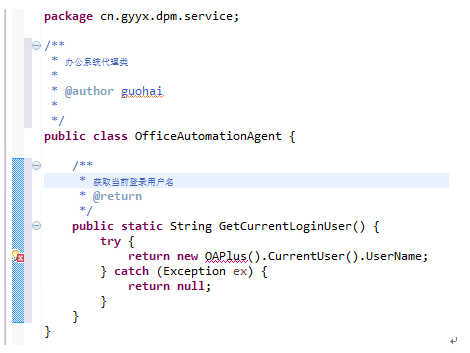 package cn.gyyx.dpm.service;
/**
 * 办公系统代理类
 *
 * @author guohai
 *
 */
public class OfficeAutomationAgent {
    /**
     * 获取当前登录用户名
     * @return
     */
    public static String GetCurrentLoginUser() {
        try {
            return new OAPlus().CurrentUser().UserName;
        } catch (Exception ex) {
            return null;
        }
    }
}